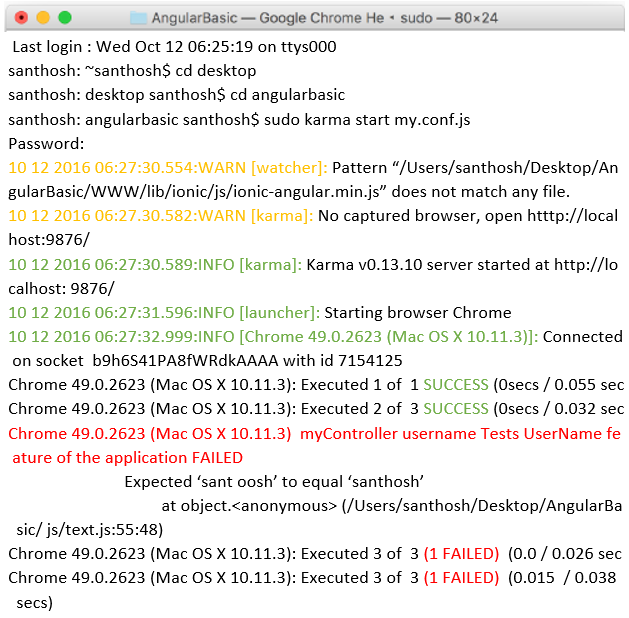 AngularBasic — Google Chrome He • sudo — 80×24
Last login : Wed Oct 12 06:25:19 on ttys000
santhosh: ~santhosh$ cd desktop
santhosh: desktop santhosh$ cd angularbasic
santhosh: angularbasic santhosh$ sudo karma start my.conf.js
Password:
10 12 2016 06:27:30.554:WARN [watcher]: Pattern “/Users/santhosh/Desktop/An
gularBasic/WWW/lib/ionic/js/ionic-angular.min.js” does not match any file.
10 12 2016 06:27:30.582:WARN [karma]: No captured browser, open htttp://local
host:9876/
10 12 2016 06:27:30.589:INFO [karma]: Karma v0.13.10 server started at http://lo
calhost: 9876/
10 12 2016 06:27:31.596:INFO [launcher]: Starting browser Chrome
10 12 2016 06:27:32.999:INFO [Chrome 49.0.2623 (Mac OS X 10.11.3)]: Connected
on socket  b9h6S41PA8fWRdkAAAA with id 7154125
Chrome 49.0.2623 (Mac OS X 10.11.3): Executed 1 of  1 SUCCESS (0secs / 0.055 sec
Chrome 49.0.2623 (Mac OS X 10.11.3): Executed 2 of  3 SUCCESS (0secs / 0.032 sec
Chrome 49.0.2623 (Mac OS X 10.11.3)  myController username Tests UserName fe
ature of the application FAILED
Expected ‘sant oosh’ to equal ‘santhosh’
at object.<anonymous> (/Users/santhosh/Desktop/AngularBa
sic/ js/text.js:55:48)
Chrome 49.0.2623 (Mac OS X 10.11.3): Executed 3 of  3 (1 FAILED)  (0.0 / 0.026 sec
Chrome 49.0.2623 (Mac OS X 10.11.3): Executed 3 of  3 (1 FAILED)  (0.015  / 0.038
secs)